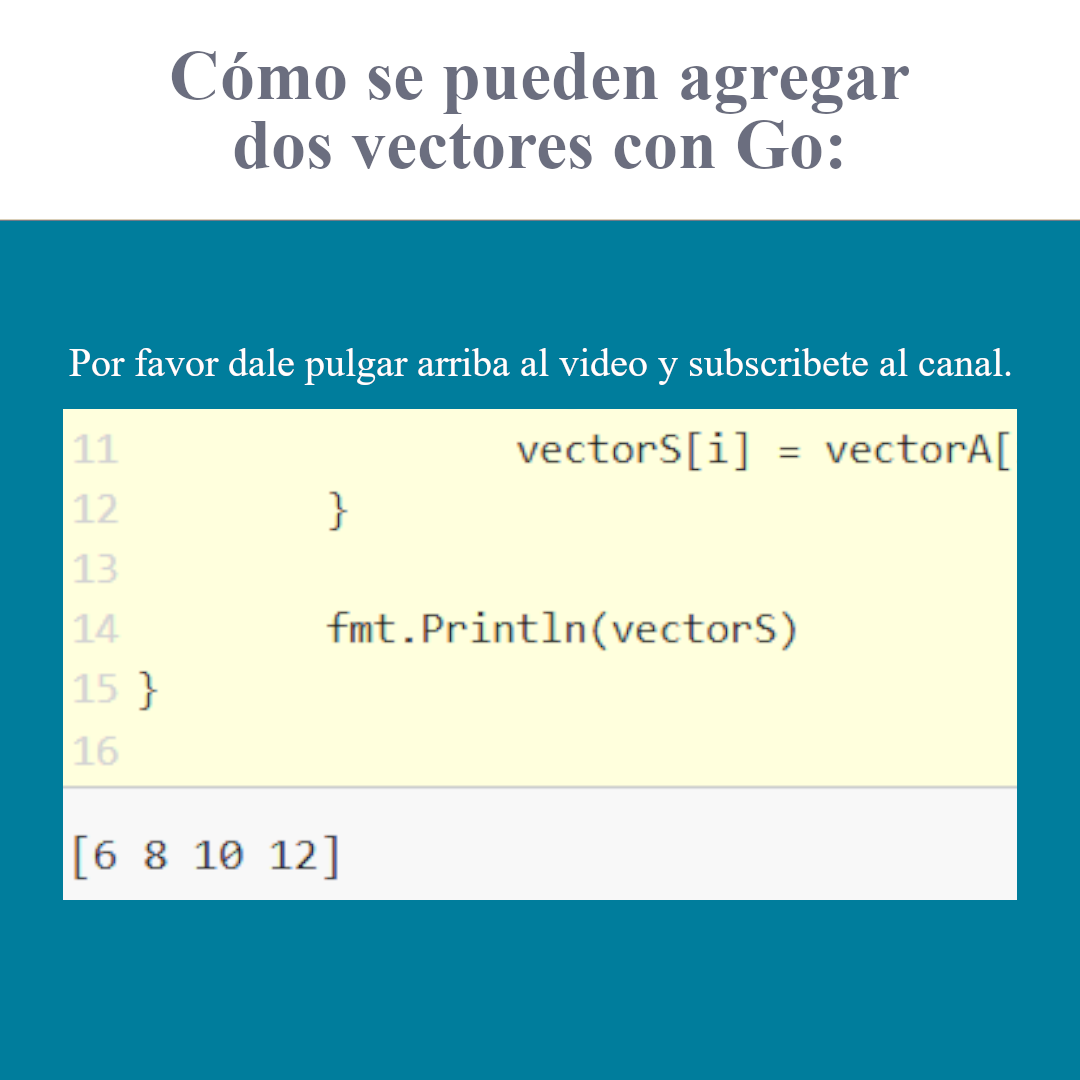 Cómo se pueden agregar
dos vectores con Go:
Por favor dale pulgar arriba al video y subscribete al canal.
11 vectorS[i] = vectorA[
12 }
13
14 fmt.Println(vectorS)
15 }
16
[6 8 10 12]